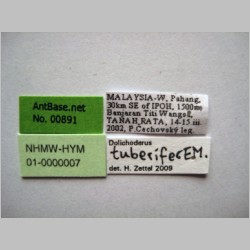 AntBase.net
No. 00891
MALAYSIA-W, Pahang,
30km SE of IPOH, 1500m
Banjaran Titi Wangsa,
TANAH RATA, 14-15.iii
2002, P.Cechovský leg.
NHMW-HYM
01-0000007
Dolichoderus
tuberifer EM.
det. H. Zettel 2009